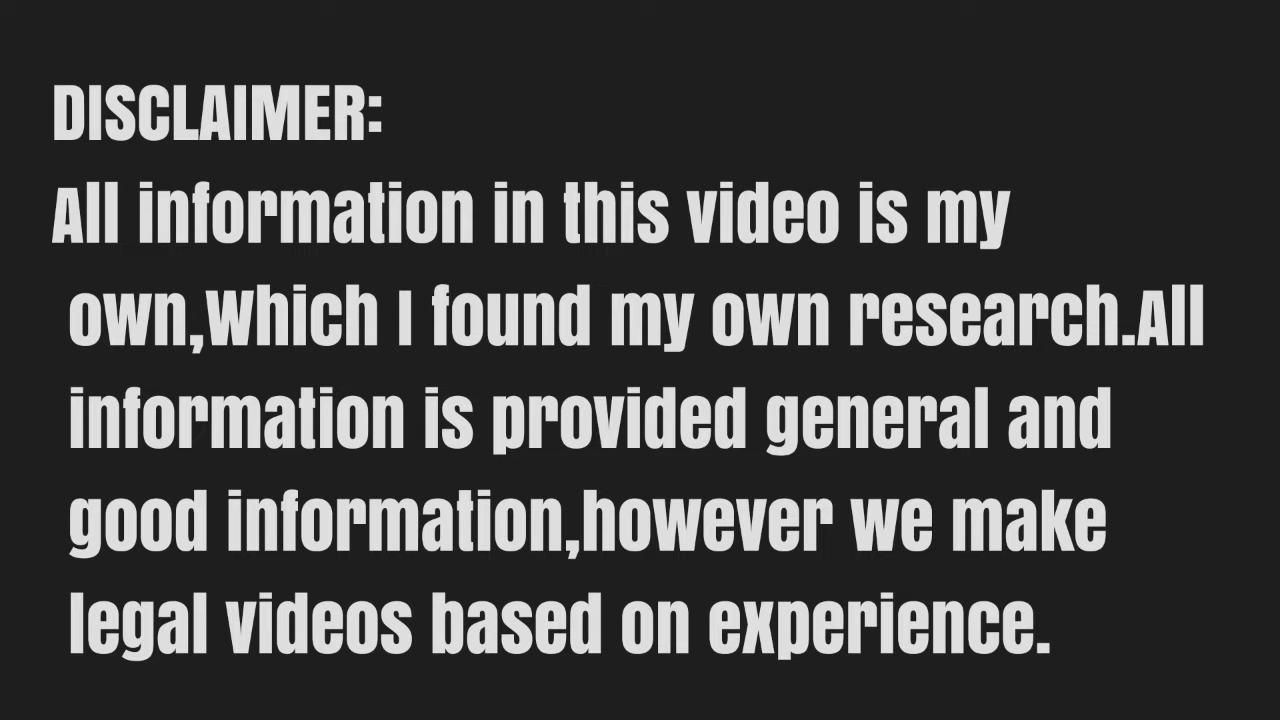 DISCLAIMER:
All information in this video is my
own,Which I found my own research.All
information is provided general and
good information,however we make
legal videos based on experience.